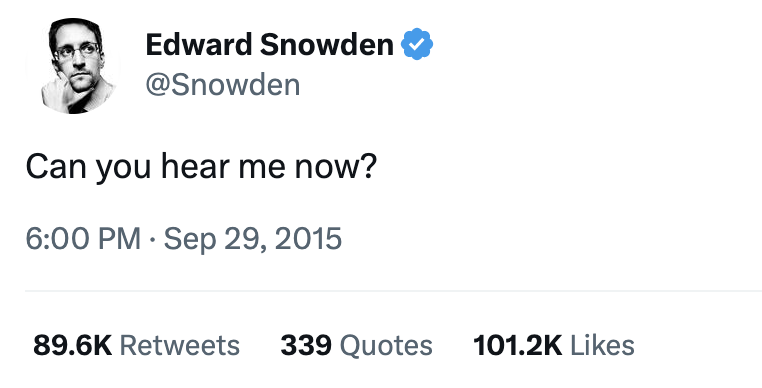 Edward Snowden
@Snowden
Can you hear me now?
6:00 PM · Sep 29, 2015
89.6K Retweets 339 Quotes 101.2K Likes